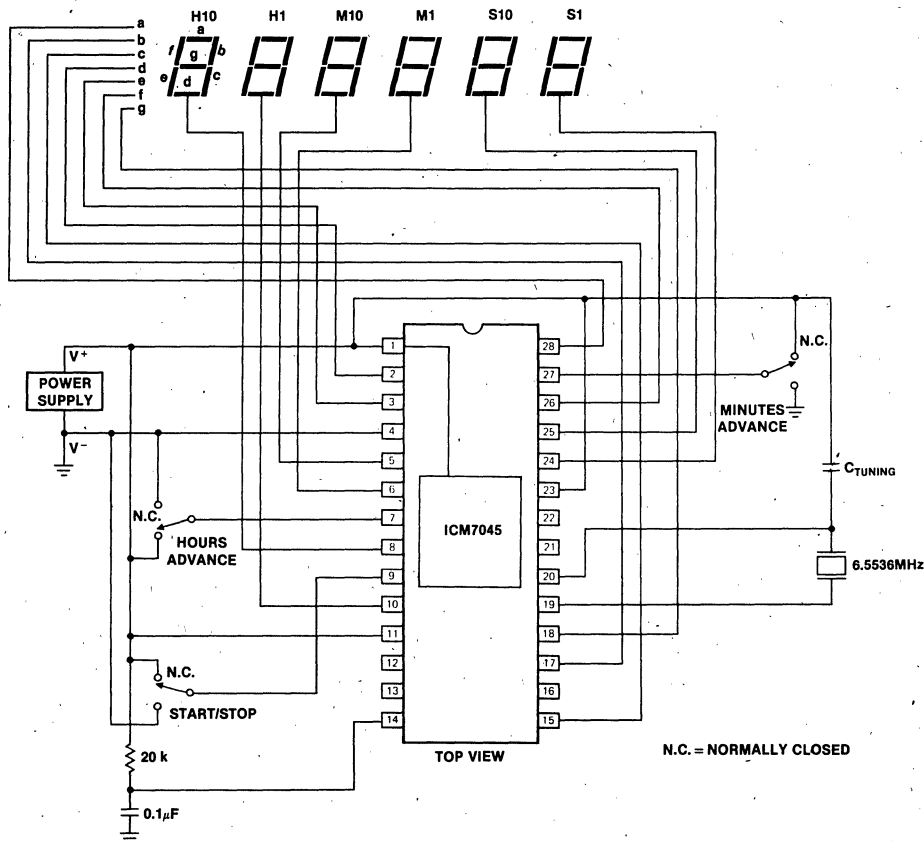 H10 H1 M10 M1 S10 S1
a
b
c
d
e
f
g
a
f g b
e d c
V+
POWER
SUPPLY
V−
N.C.
HOURS
ADVANCE
N.C.
START/STOP
20 k
0.1μF
1
2
3
4
5
6
7
8
9
10
11
12
13
14
ICM7045
28
27
26
25
24
23
22
21
20
19
18
17
16
15
TOP VIEW
N.C.
MINUTES
ADVANCE
CTUNING
6.5536MHz
N.C. = NORMALLY CLOSED